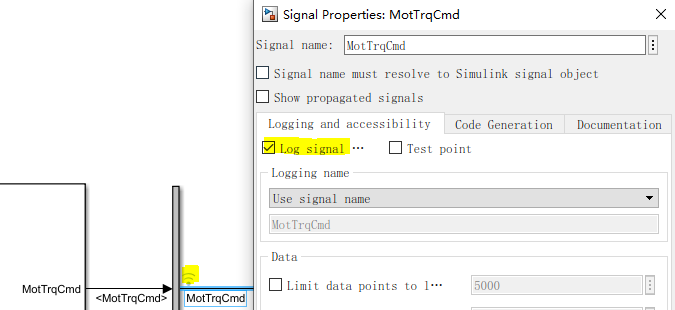 Signal Properties: MotTrqCmd
Signal name: MotTrqCmd
Signal name must resolve to Simulink signal object
Show propagated signals
Logging and accessibility Code Generation Documentation
Log signal … Test point
Logging name
Use signal name
MotTrqCmd
Data
Limit data points to l… 5000
MotTrqCmd
<MotTrqCmd>
MotTrqCmd